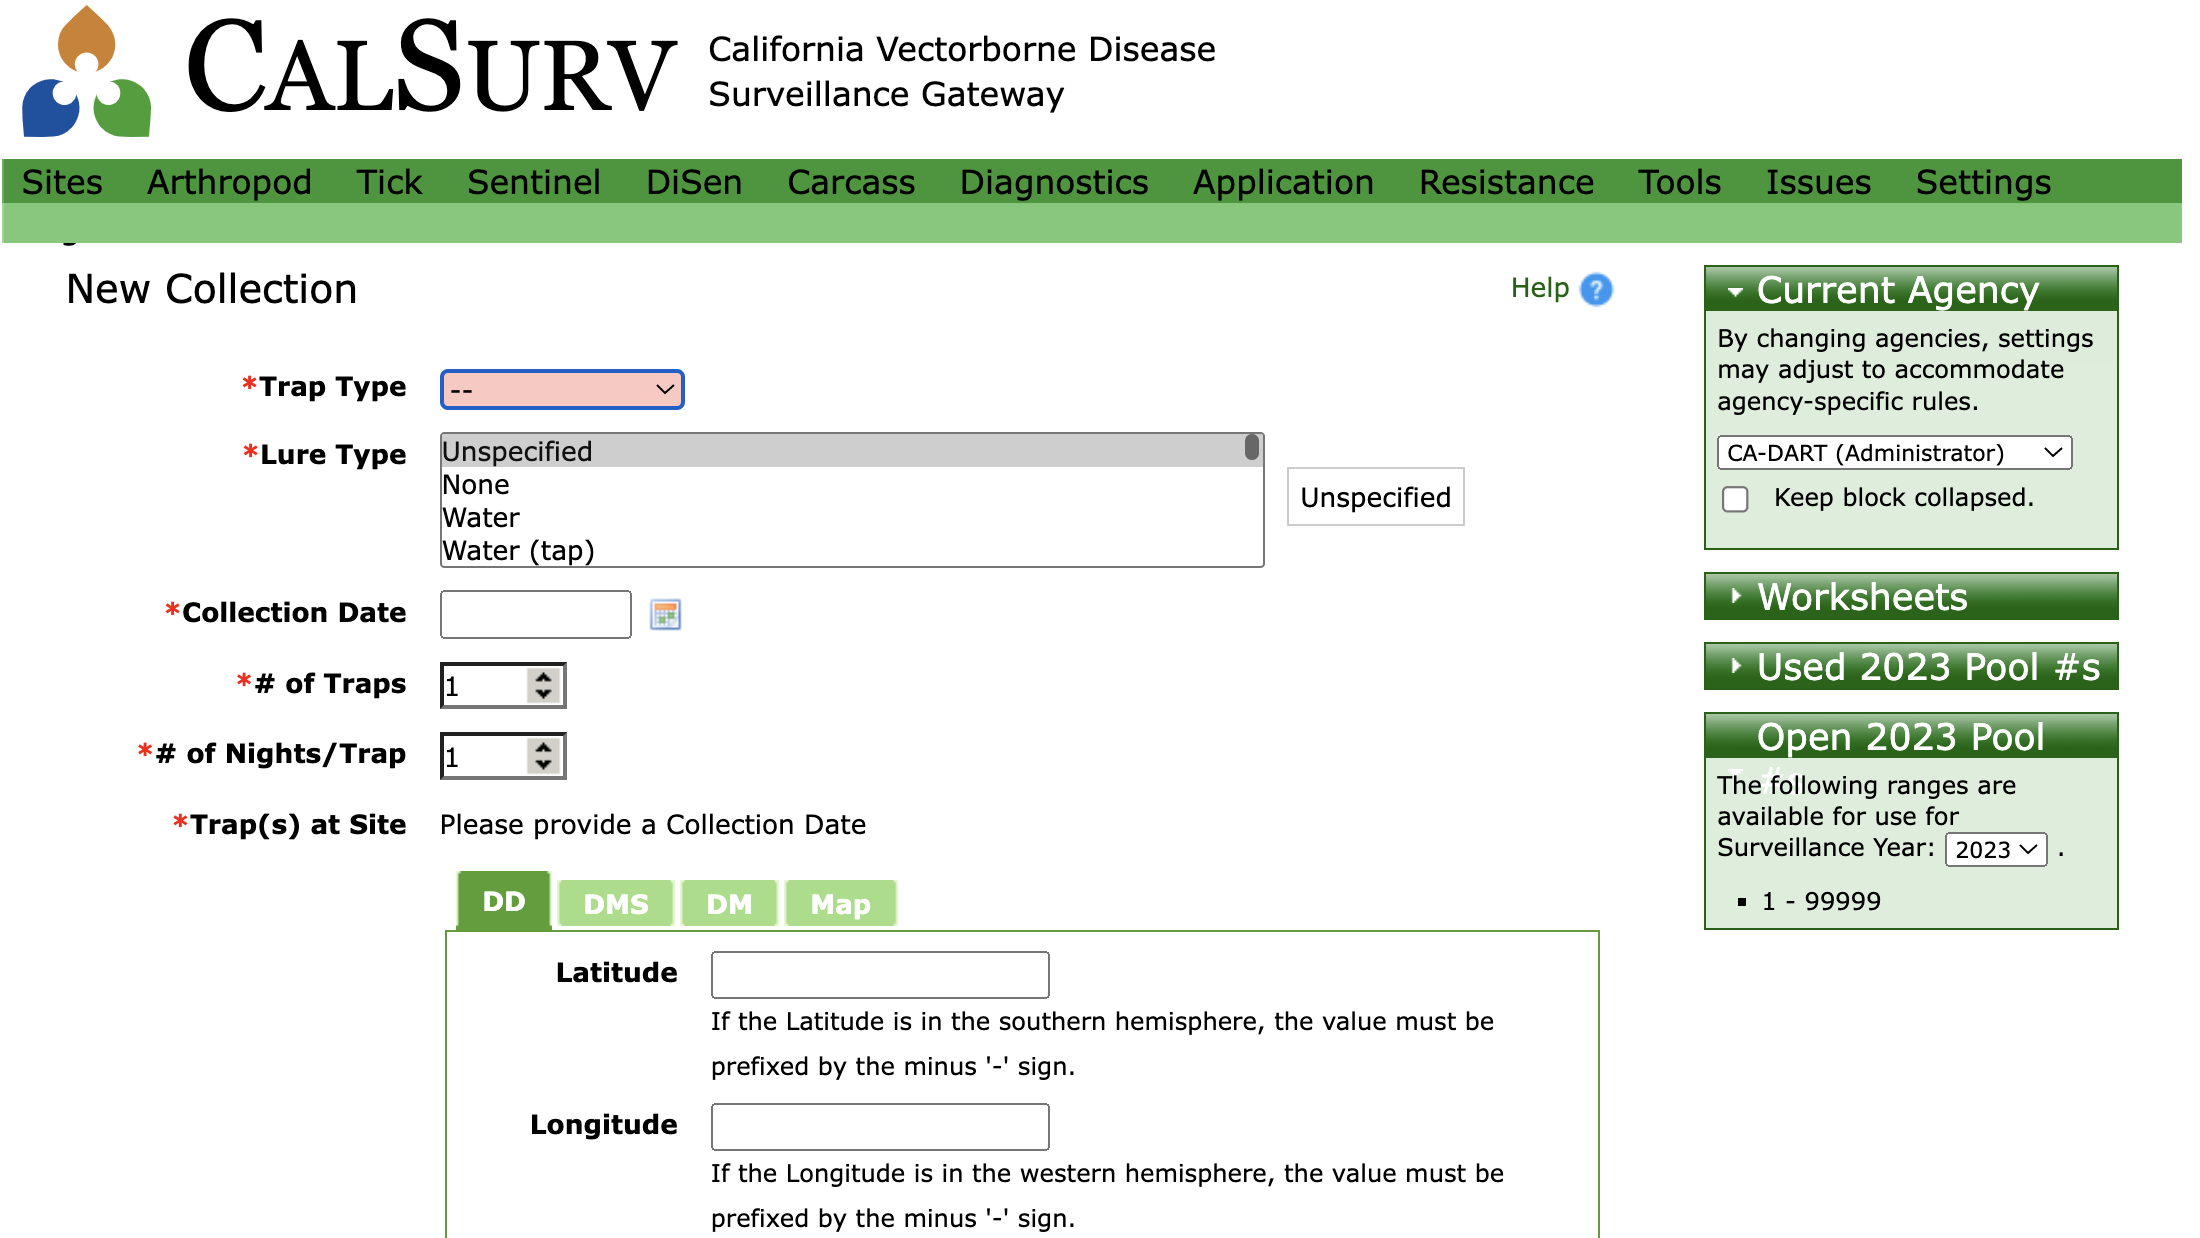 CALSURV
California Vectorborne Disease
Surveillance Gateway
Sites Arthropod Tick Sentinel DiSen Carcass Diagnostics Application Resistance Tools Issues Settings
New Collection
Help ?
*Trap Type
--
*Lure Type
Unspecified
None
Water
Water (tap)
Unspecified
*Collection Date
*# of Traps
1
*# of Nights/Trap
1
*Trap(s) at Site
Please provide a Collection Date
DD DMS DM Map
Latitude
If the Latitude is in the southern hemisphere, the value must be
prefixed by the minus '-' sign.
Longitude
If the Longitude is in the western hemisphere, the value must be
prefixed by the minus '-' sign.
Current Agency
By changing agencies, settings
may adjust to accommodate
agency-specific rules.
CA-DART (Administrator)
Keep block collapsed.
Worksheets
Used 2023 Pool #s
Open 2023 Pool
#s
The following ranges are
available for use for
Surveillance Year: 2023 .
▪ 1 - 99999